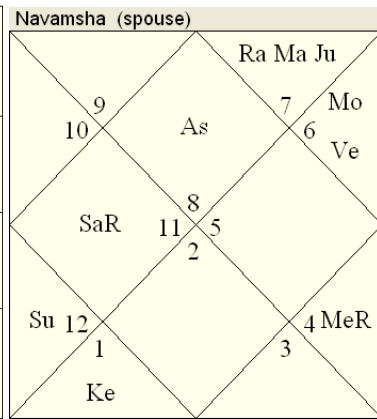 Navamsha (spouse)
Ra Ma Ju
9
7
Mo
10
As
6
Ve
8
SaR
11
5
2
Su
12
4
MeR
1
3
Ke